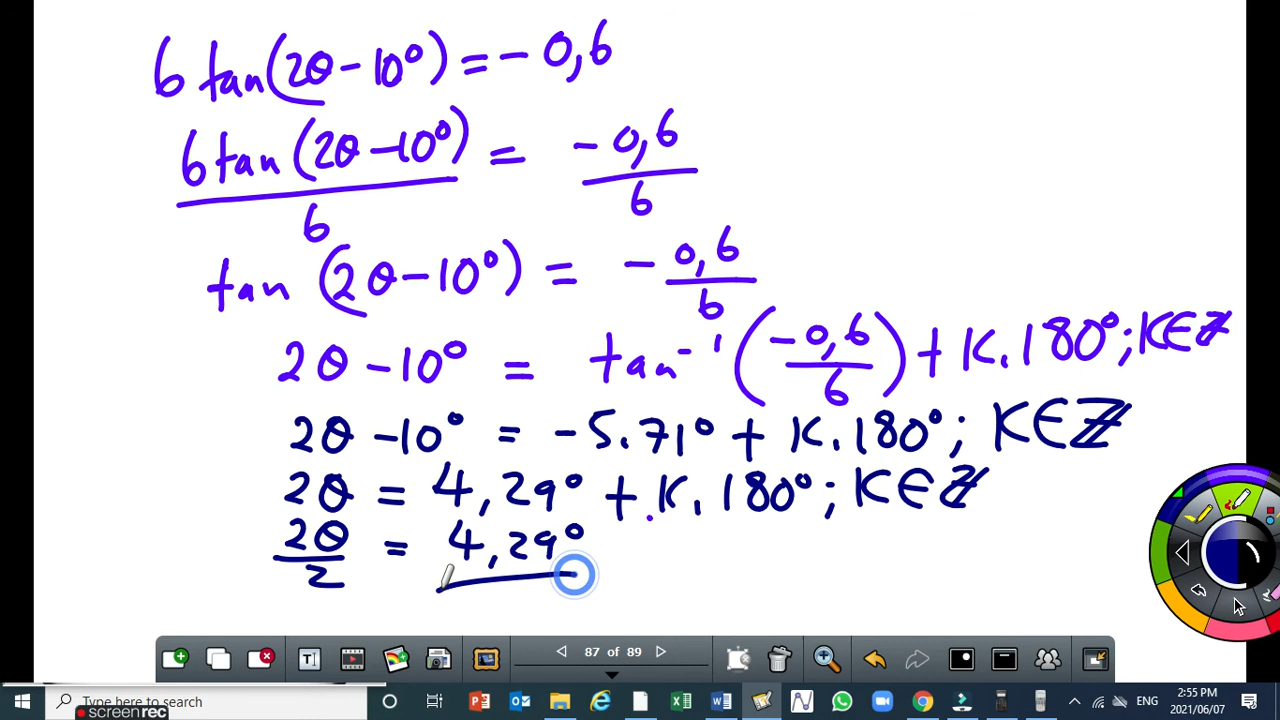 6 tan(2θ-10°) = -0,6
6 tan (2θ-10°) = -0,6
6 6
tan (2θ-10°) = -0,6
6
2θ-10° = tan⁻¹ (-0,6/6) + K.180°; K∈ℤ
2θ-10° = -5.71° + K.180°; K∈ℤ
2θ = 4,29° + K.180°; K∈ℤ
2θ = 4,29°
2
T
87 of 89
Type here to search
ENG
2:55 PM
2021/06/07
screenrec